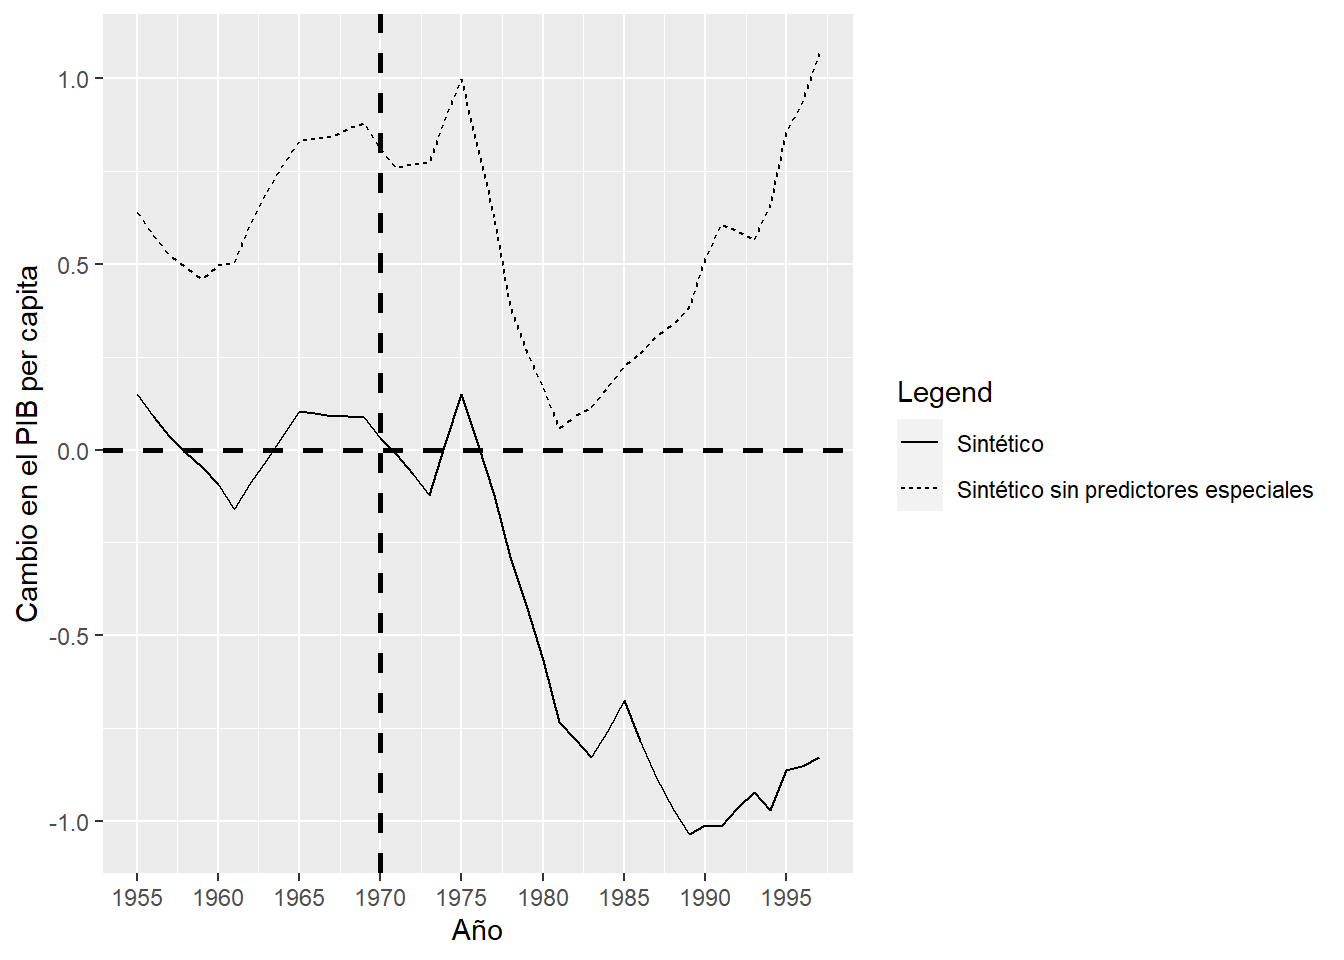 Cambio en el PIB per capita
1.0
0.5
0.0
-0.5
-1.0
1955 1960 1965 1970 1975 1980 1985 1990 1995
Año
Legend
Sintético
Sintético sin predictores especiales